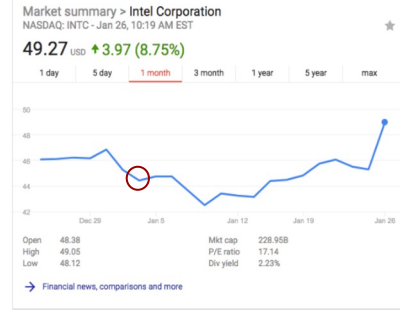 Market summary > Intel Corporation
NASDAQ: INTC - Jan 26, 10:19 AM EST
49.27 USD ↑3.97 (8.75%)
1 day 5 day 1 month 3 month 1 year 5 year max
50
48
46
44
42
Dec 29 Jan 5 Jan 12 Jan 19 Jan 26
Open 48.38 Mkt cap 228.95B
High 49.05 P/E ratio 17.14
Low 48.12 Div yield 2.23%
→ Financial news, comparisons and more